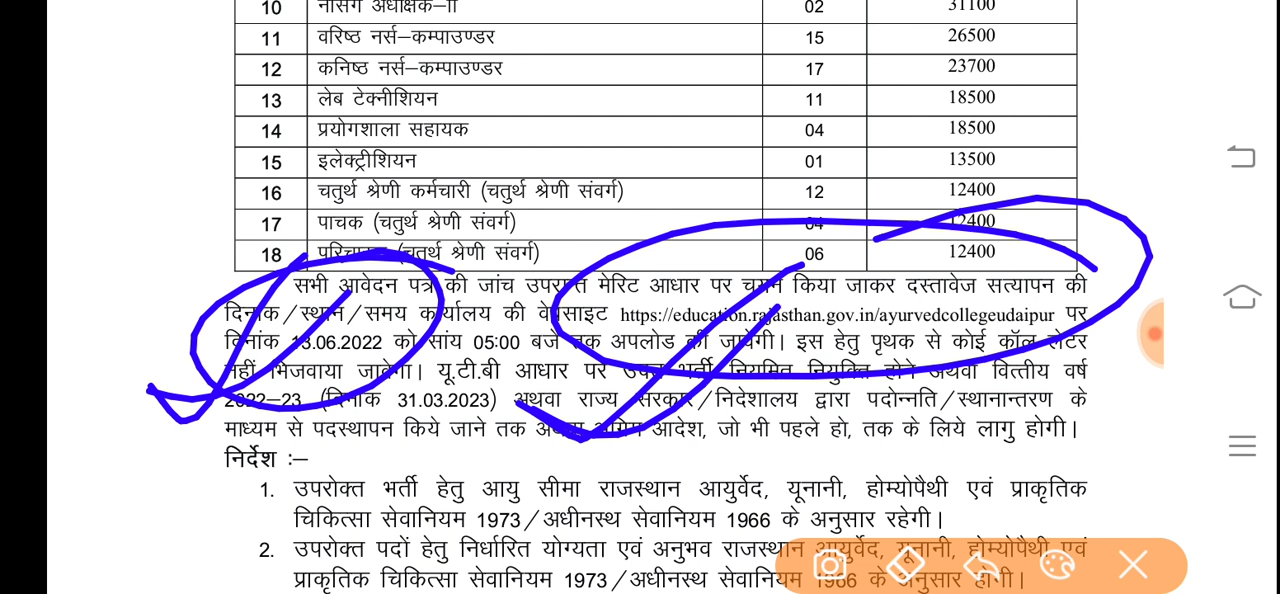 10 नर्सिंग अधीक्षक–II 02 31100
11 वरिष्ठ नर्स–कम्पाउण्डर 15 26500
12 कनिष्ठ नर्स–कम्पाउण्डर 17 23700
13 लेब टेक्नीशियन 11 18500
14 प्रयोगशाला सहायक 04 18500
15 इलेक्ट्रीशियन 01 13500
16 चतुर्थ श्रेणी कर्मचारी (चतुर्थ श्रेणी संवर्ग) 12 12400
17 पाचक (चतुर्थ श्रेणी संवर्ग) 04 12400
18 परिचारक (चतुर्थ श्रेणी संवर्ग) 06 12400
सभी आवेदन पत्र की जांच उपरान्त मेरिट आधार पर चयन किया जाकर दस्तावेज सत्यापन की
दिनांक/स्थान/समय कार्यालय की वेबसाइट https://education.rajasthan.gov.in/ayurvedcollegeudaipur पर
दिनांक 13.06.2022 को सांय 05:00 बजे तक अपलोड की जायेगी। इस हेतु पृथक से कोई कॉल लेटर
नहीं भिजवाया जावेगा। यू.टी.बी आधार पर उक्त भर्ती नियमित नियुक्ति होने अथवा वित्तीय वर्ष
2022–23 (दिनांक 31.03.2023) अथवा राज्य सरकार/निदेशालय द्वारा पदोन्नति/स्थानान्तरण के
माध्यम से पदस्थापन किये जाने तक अथवा अग्रिम आदेश, जो भी पहले हो, तक के लिये लागु होगी।
निर्देश :–
1. उपरोक्त भर्ती हेतु आयु सीमा राजस्थान आयुर्वेद, यूनानी, होम्योपैथी एवं प्राकृतिक
चिकित्सा सेवानियम 1973/अधीनस्थ सेवानियम 1966 के अनुसार रहेगी।
2. उपरोक्त पदों हेतु निर्धारित योग्यता एवं अनुभव राजस्थान आयुर्वेद, यूनानी, होम्योपैथी एवं
प्राकृतिक चिकित्सा सेवानियम 1973/अधीनस्थ सेवानियम 1966 के अनुसार होगी।